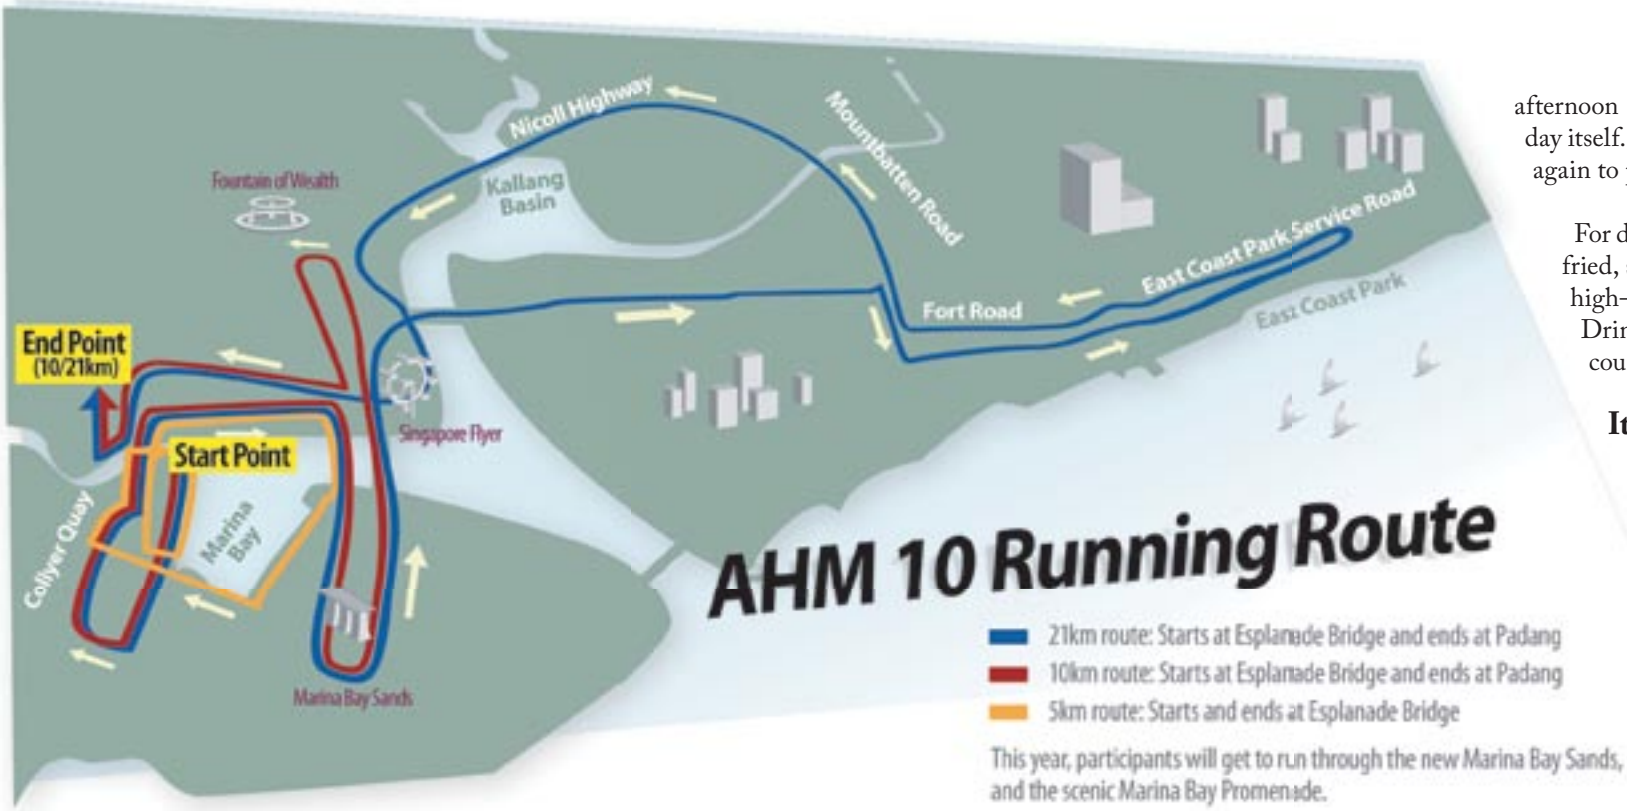 Nicoll Highway
Mountbatten Road
Fountain of Wealth
Kallang
Basin
East Coast Park Service Road
East Coast Park
Fort Road
End Point
(10/21km)
Singapore Flyer
Start Point
Collyer Quay
Marina
Bay
Marina Bay Sands
AHM 10 Running Route
21km route: Starts at Esplanade Bridge and ends at Padang
10km route: Starts at Esplanade Bridge and ends at Padang
5km route: Starts and ends at Esplanade Bridge
This year, participants will get to run through the new Marina Bay Sands,
and the scenic Marina Bay Promenade.
afternoon
day itself.
again to
For d
fried,
high-
Drin
cou
It